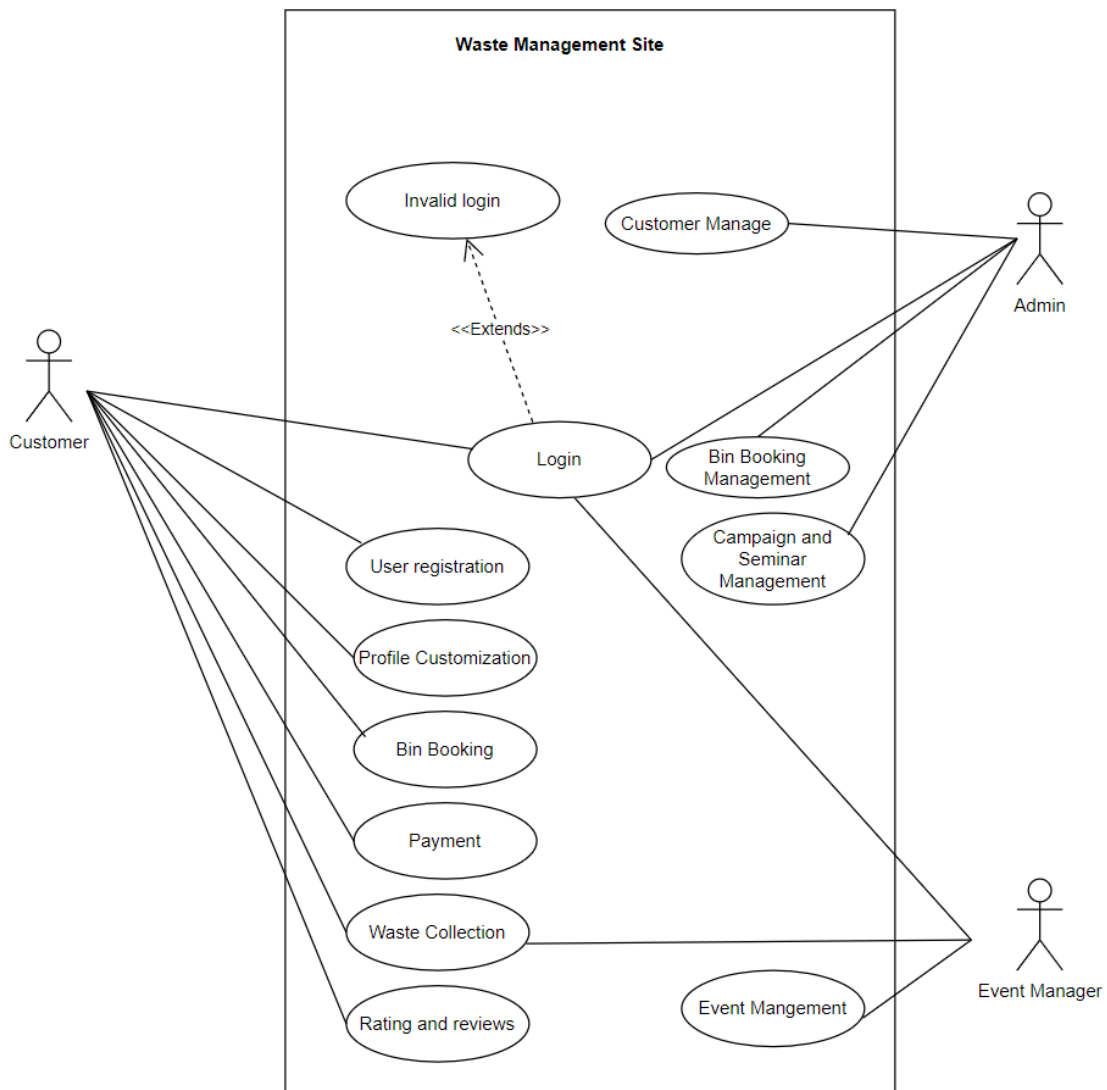 Waste Management Site
Invalid login
Customer Manage
Admin
<<Extends>>
Customer
Login
Bin Booking
Management
Campaign and
Seminar
Management
User registration
Profile Customization
Bin Booking
Payment
Waste Collection
Event Manager
Event Mangement
Rating and reviews